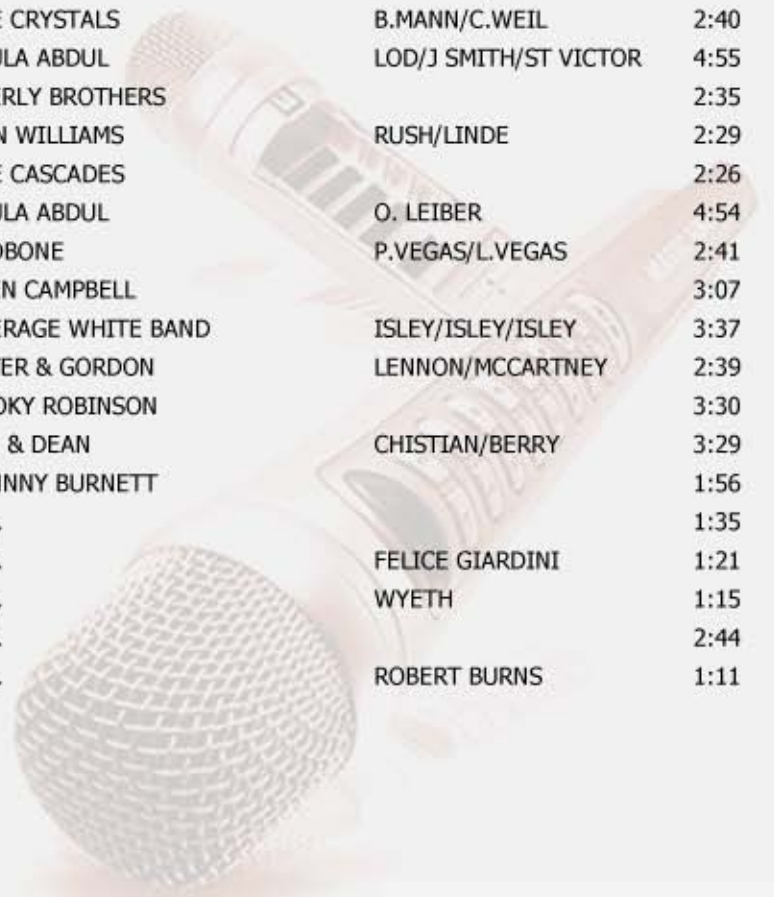 E CRYSTALS B.MANN/C.WEIL 2:40
ULA ABDUL LOD/J SMITH/ST VICTOR 4:55
ERLY BROTHERS 2:35
N WILLIAMS RUSH/LINDE 2:29
E CASCADES 2:26
ULA ABDUL O. LEIBER 4:54
OBONE P.VEGAS/L.VEGAS 2:41
EN CAMPBELL 3:07
ERAGE WHITE BAND ISLEY/ISLEY/ISLEY 3:37
ER & GORDON LENNON/MCCARTNEY 2:39
OKY ROBINSON 3:30
& DEAN CHISTIAN/BERRY 3:29
NNY BURNETT 1:56
. 1:35
. FELICE GIARDINI 1:21
. WYETH 1:15
. 2:44
. ROBERT BURNS 1:11